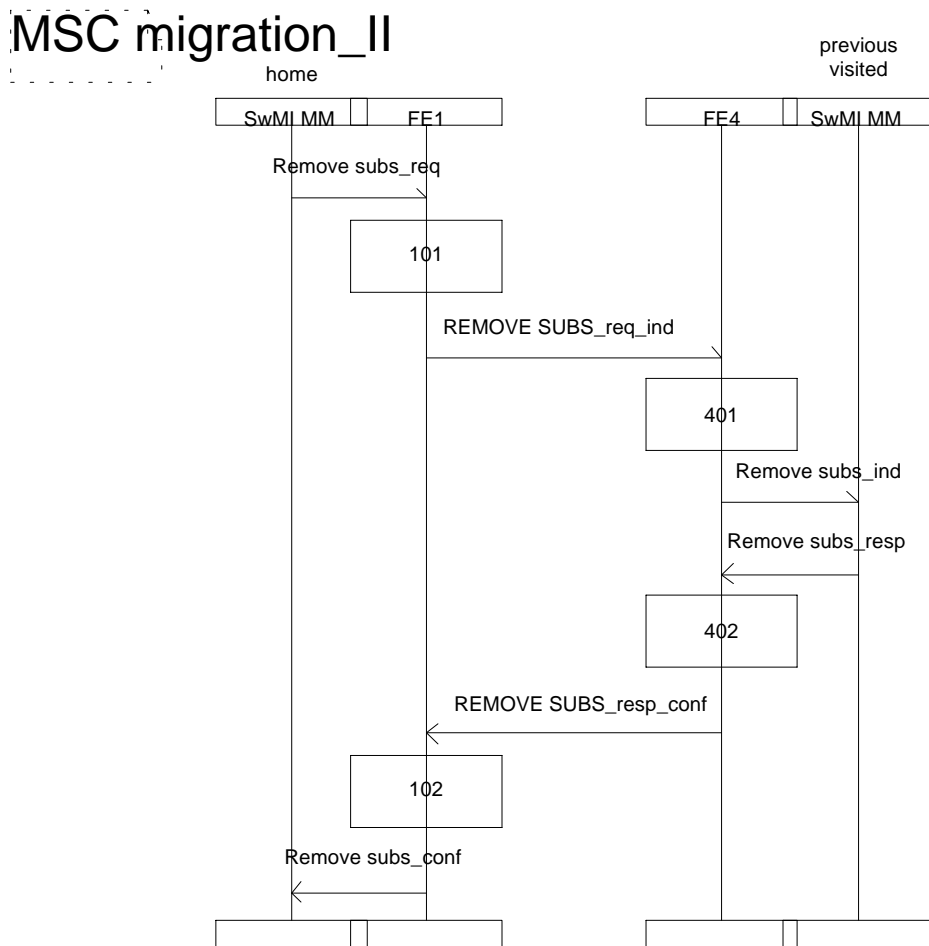 MSC migration_II
home
previous
visited
SwMI MM
FE1
FE4
SwMI MM
Remove subs_req
101
REMOVE SUBS_req_ind
401
Remove subs_ind
Remove subs_resp
402
REMOVE SUBS_resp_conf
102
Remove subs_conf